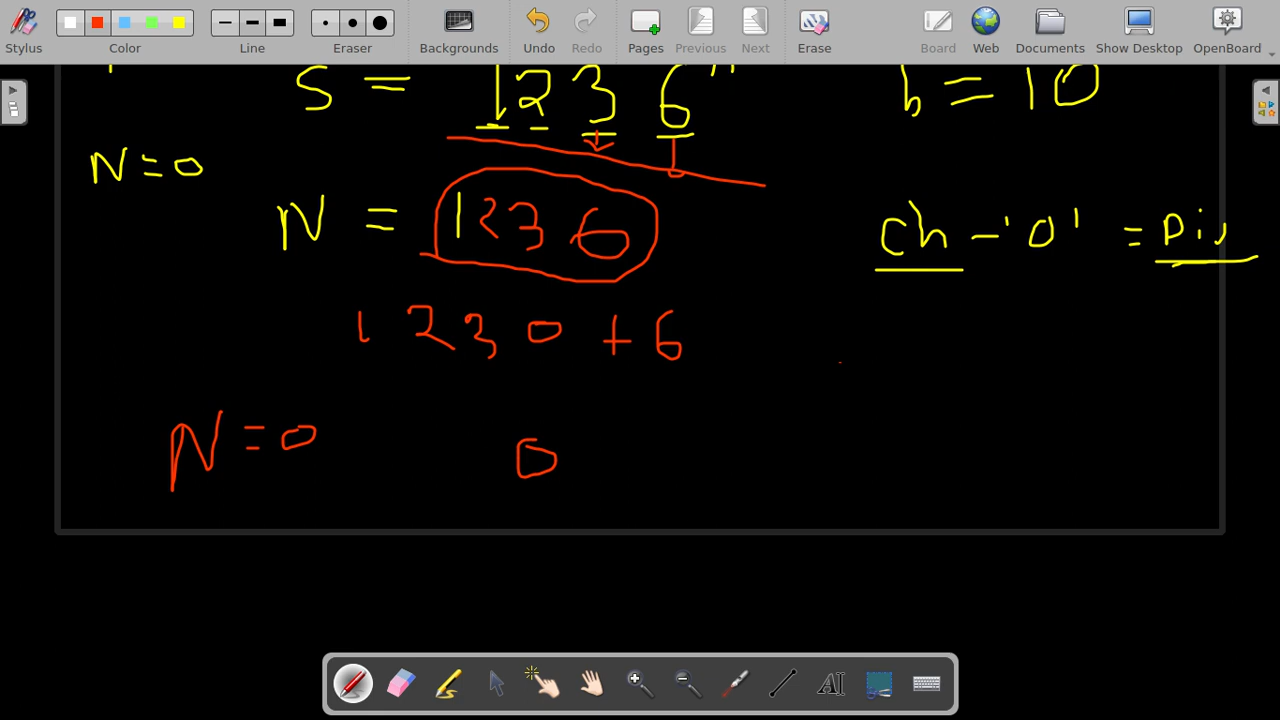 Stylus Color Line Eraser Backgrounds Undo Redo Pages Previous Next Erase Board Web Documents Show Desktop OpenBoard
S = 1236" b = 10
N=0
N = 1236
ch - '0' =
1230+6
N=0 0
AI